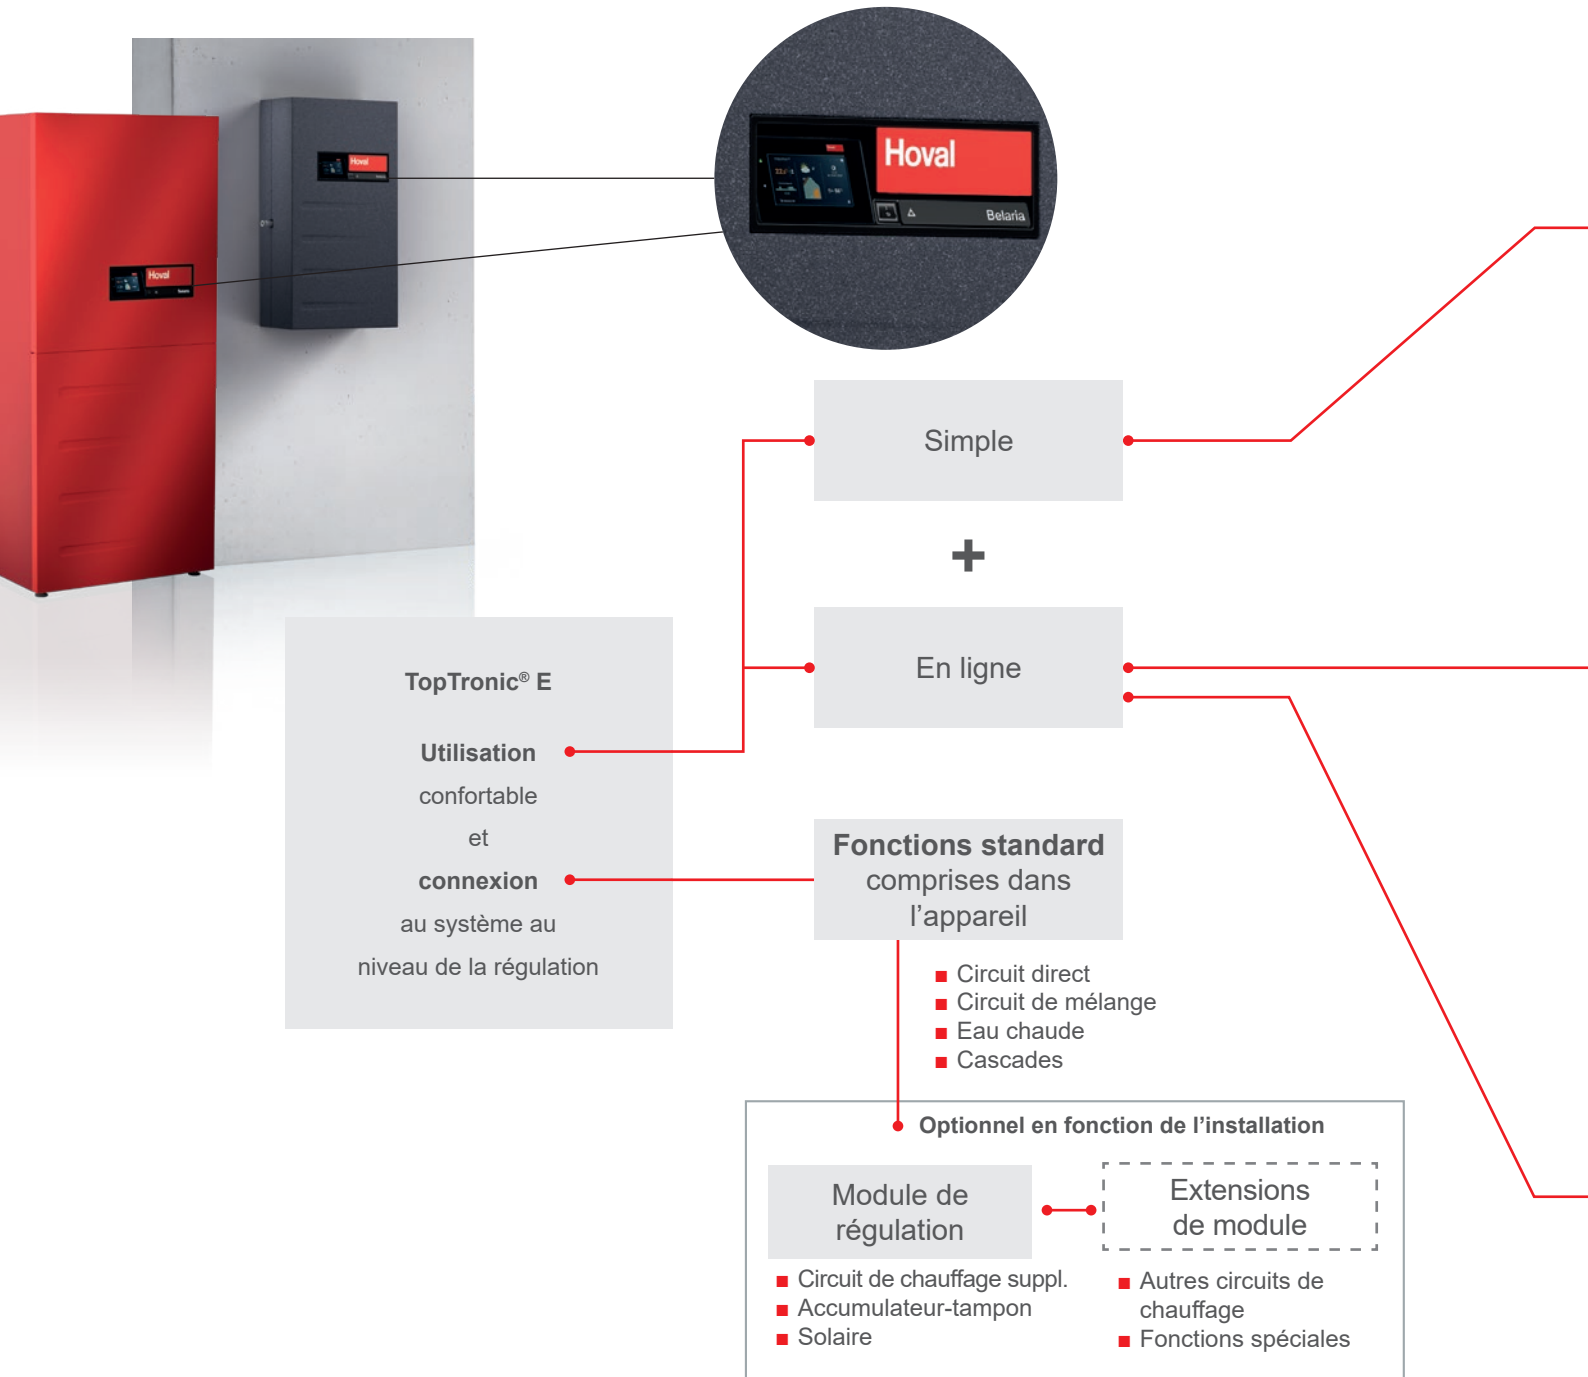 Hoval
Hoval
Hoval
Belaria
Simple
+
En ligne
TopTronic® E
Utilisation
confortable
et
connexion
au système au
niveau de la régulation
Fonctions standard
comprises dans
l’appareil
■ Circuit direct
■ Circuit de mélange
■ Eau chaude
■ Cascades
Optionnel en fonction de l’installation
Module de
régulation
■ Circuit de chauffage suppl.
■ Accumulateur-tampon
■ Solaire
Extensions
de module
■ Autres circuits de
chauffage
■ Fonctions spéciales